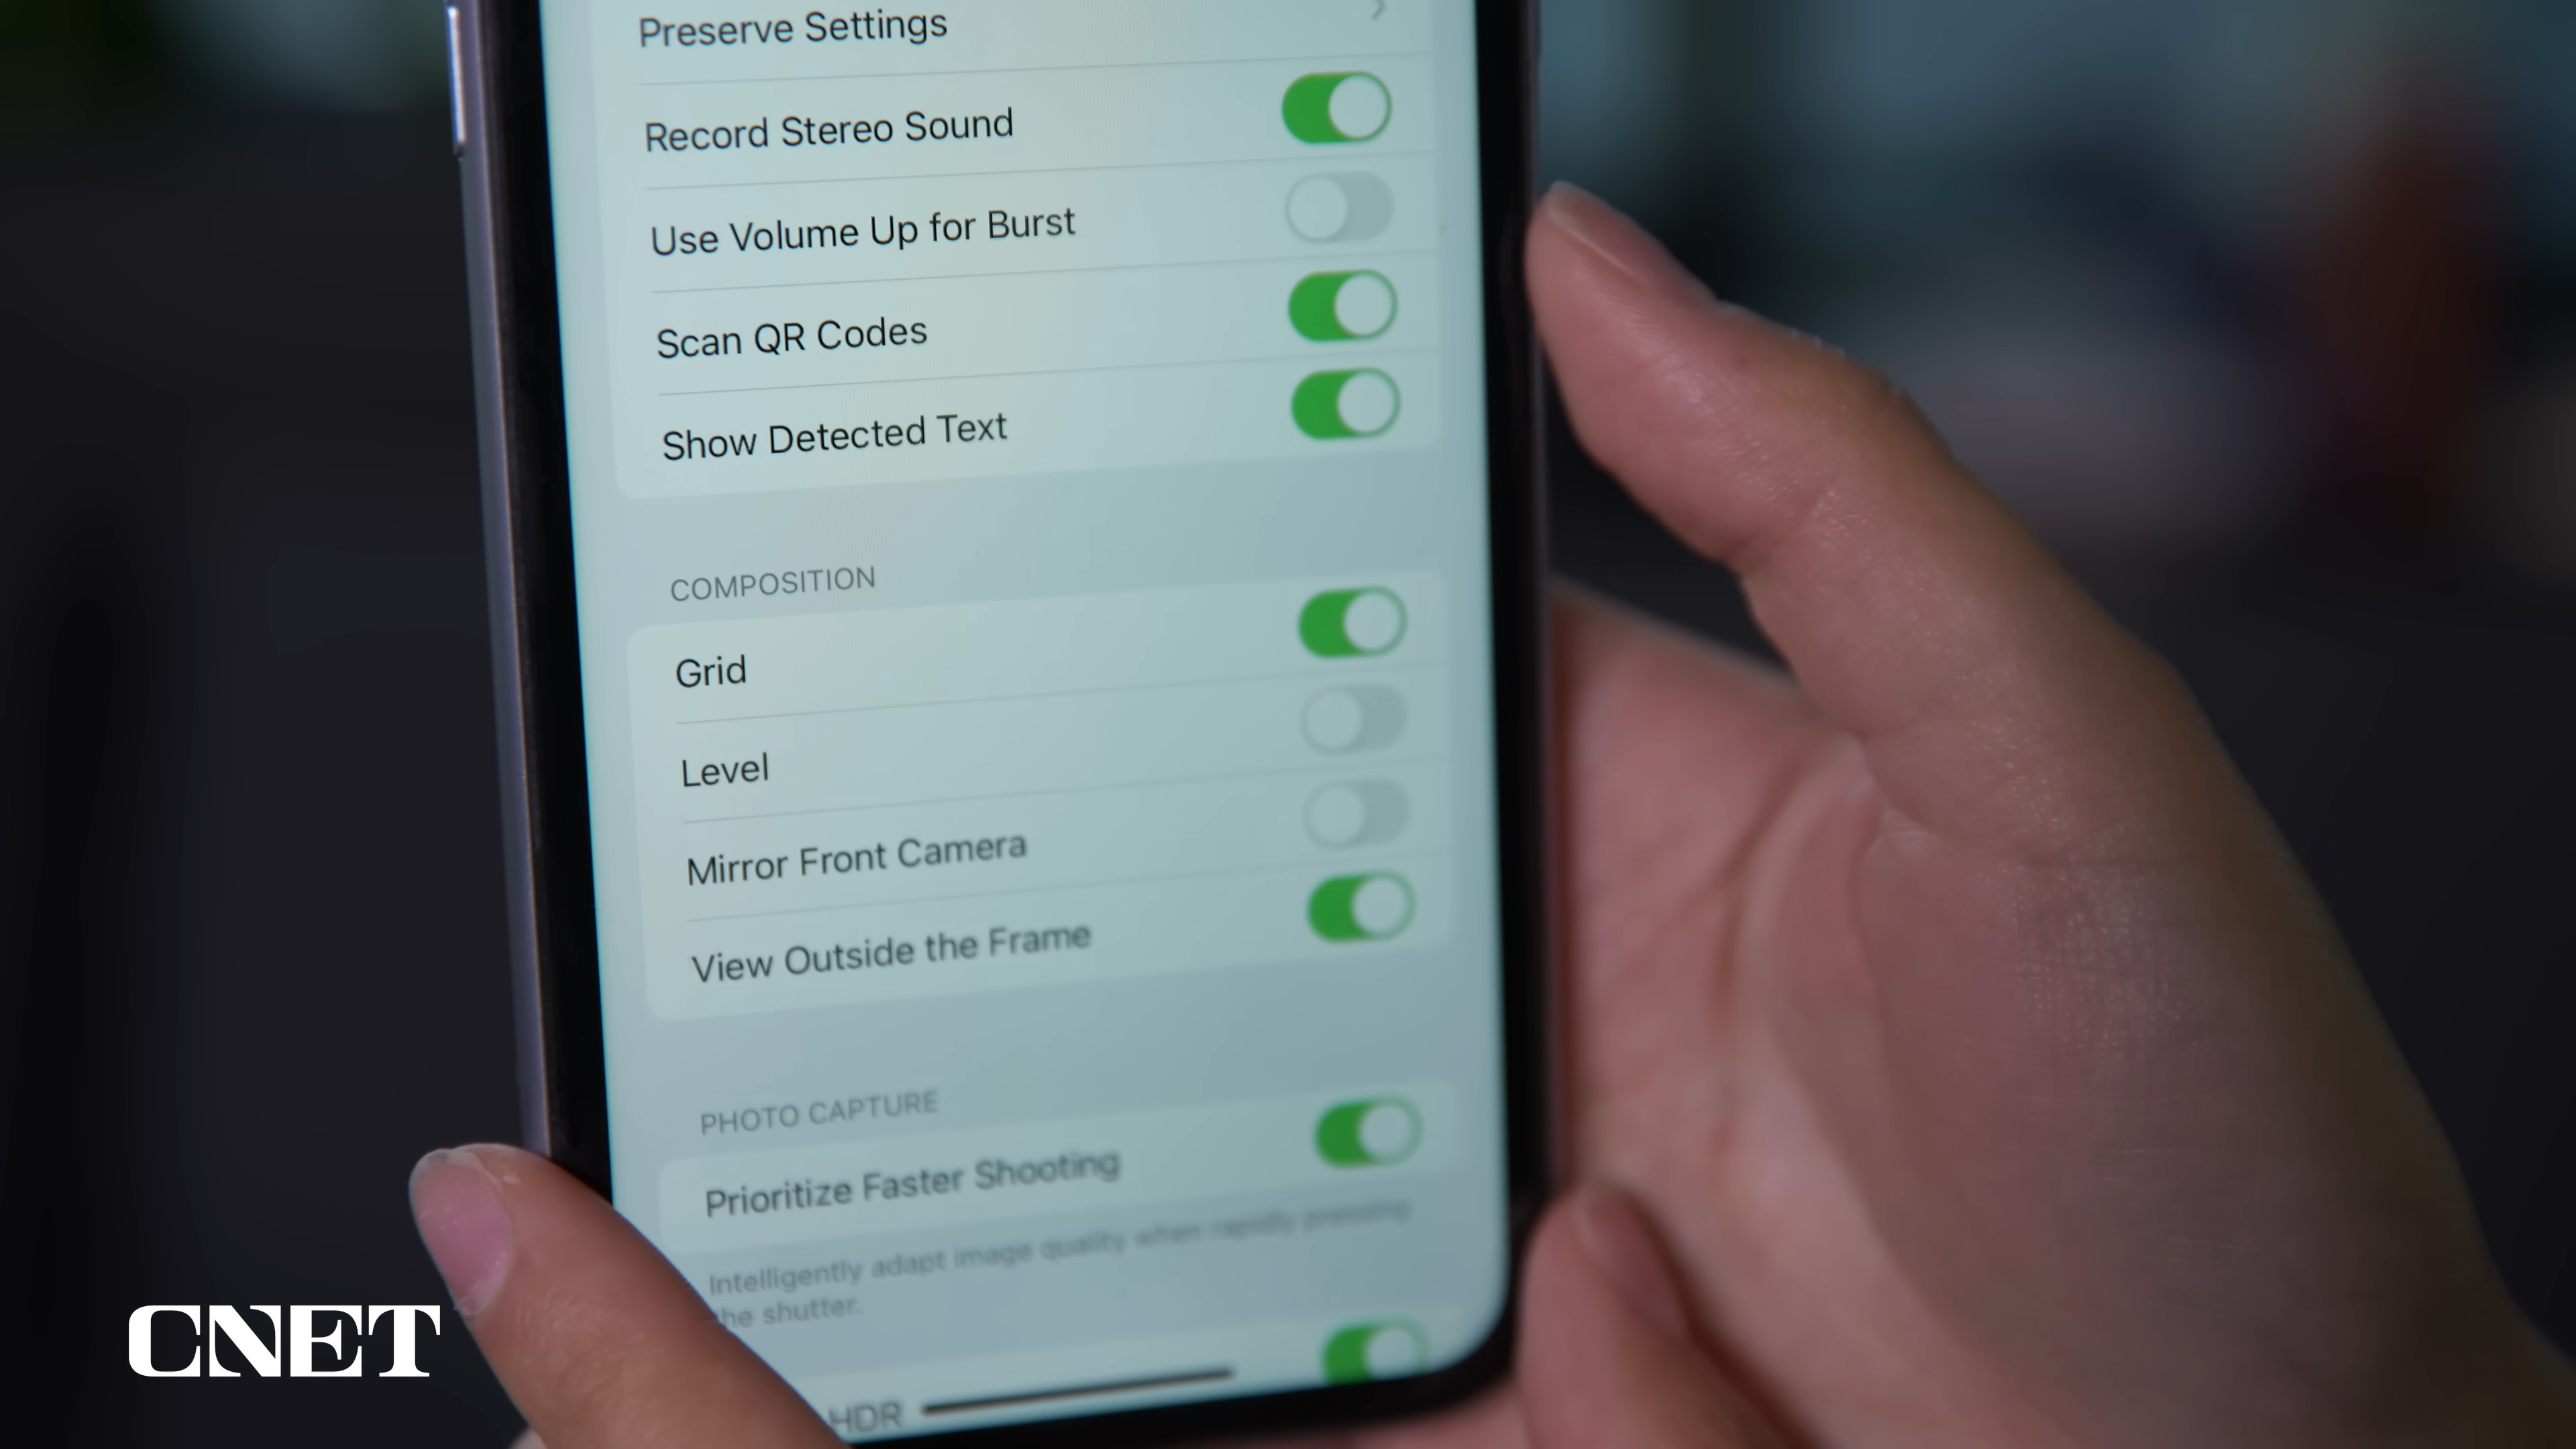 Preserve Settings
Record Stereo Sound
Use Volume Up for Burst
Scan QR Codes
Show Detected Text
COMPOSITION
Grid
Level
Mirror Front Camera
View Outside the Frame
PHOTO CAPTURE
Prioritize Faster Shooting
Intelligently adapt image quality when rapidly pressing
the shutter.
HDR
CNET